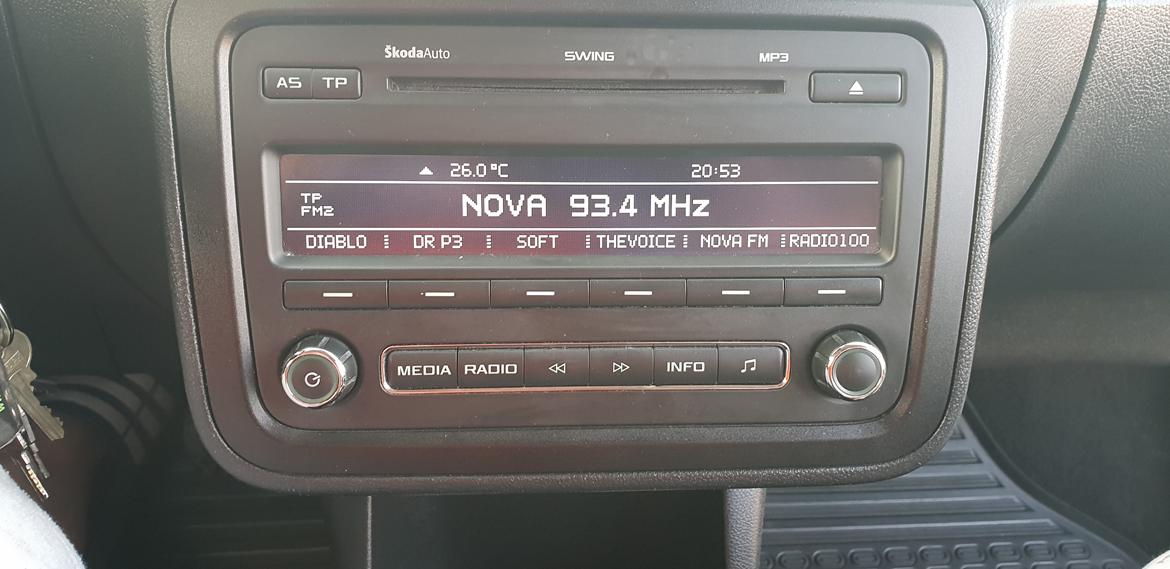 ŠkodaAuto SWING MP3
AS TP
26.0°C 20:53
TP
FM2
NOVA 93.4 MHz
DIABLO DR P3 SOFT THEVOICE NOVA FM RADIO100
MEDIA RADIO INFO